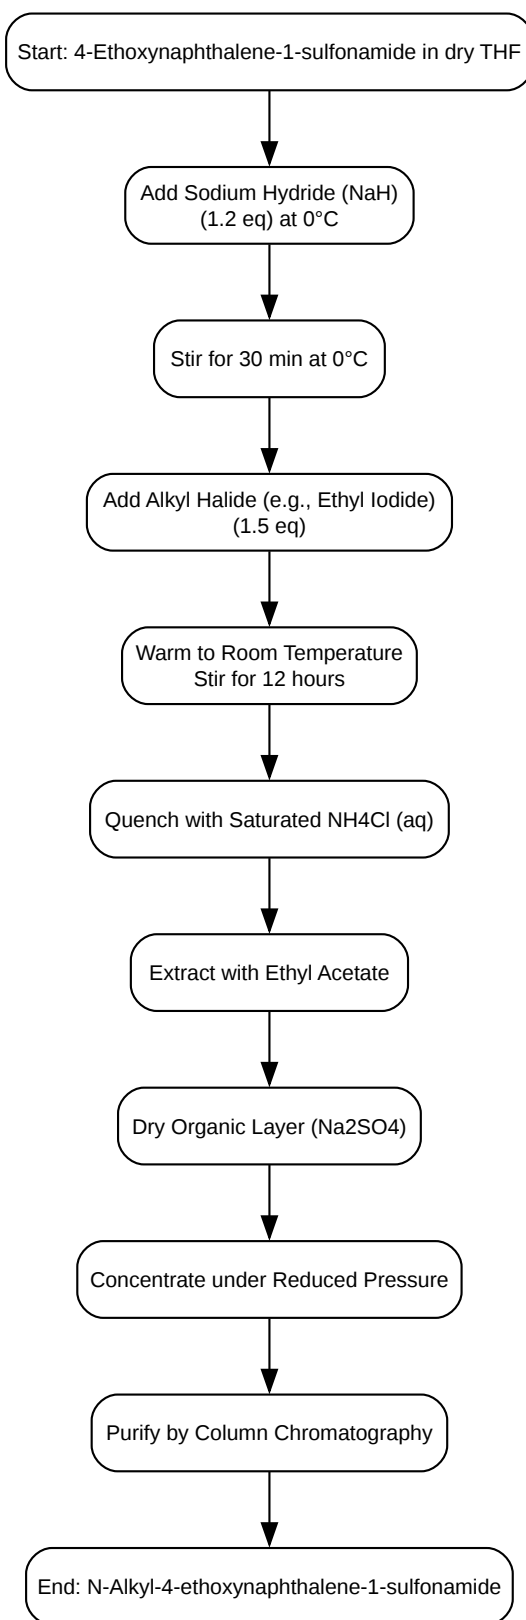 Start: 4-Ethoxynaphthalene-1-sulfonamide in dry THF
Add Sodium Hydride (NaH)
(1.2 eq) at 0°C
Stir for 30 min at 0°C
Add Alkyl Halide (e.g., Ethyl Iodide)
(1.5 eq)
Warm to Room Temperature
Stir for 12 hours
Quench with Saturated NH4Cl (aq)
Extract with Ethyl Acetate
Dry Organic Layer (Na2SO4)
Concentrate under Reduced Pressure
Purify by Column Chromatography
End: N-Alkyl-4-ethoxynaphthalene-1-sulfonamide